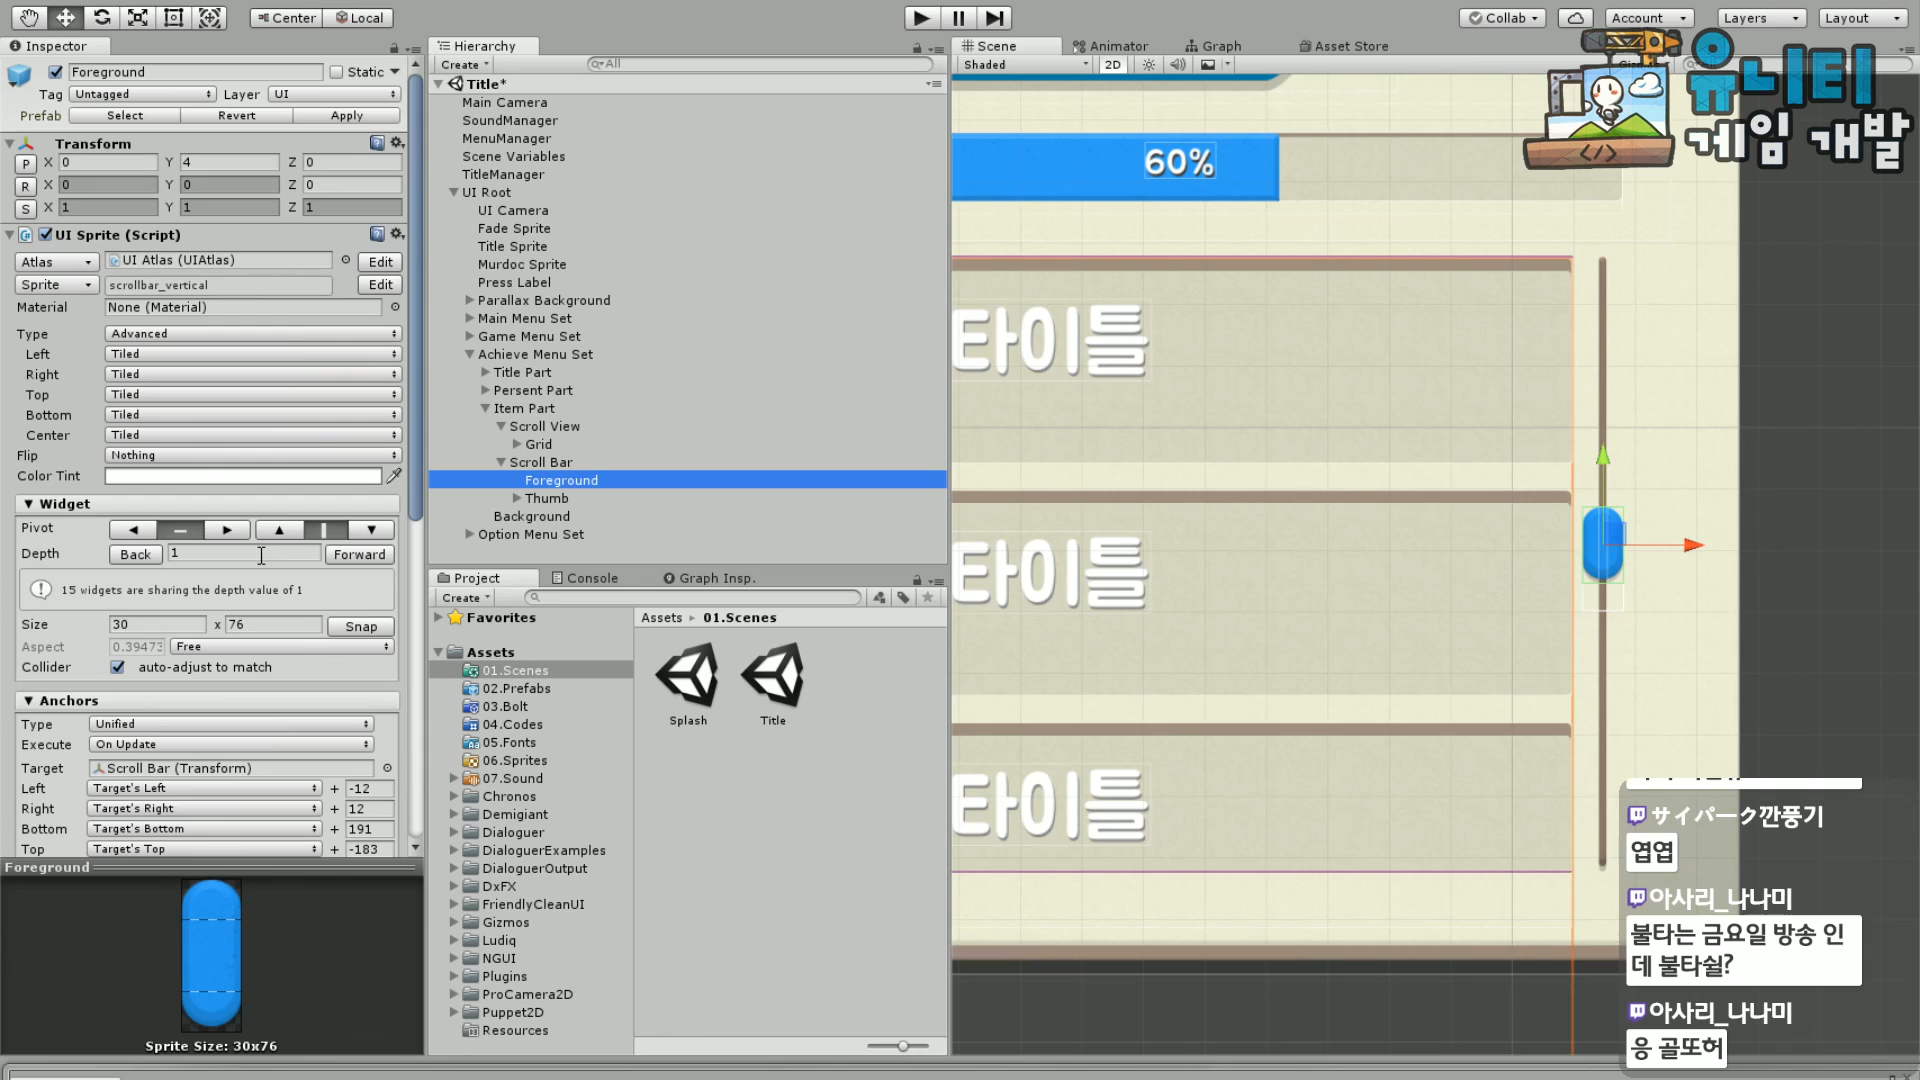 Center
Local
Collab
Account
Layers
Layout
Inspector
Foreground
Static
Tag
Untagged
Layer
UI
Prefab
Select
Revert
Apply
Transform
P X 0 Y 4 Z 0
R X 0 Y 0 Z 0
S X 1 Y 1 Z 1
UI Sprite (Script)
Atlas
UI Atlas (UIAtlas)
Edit
Sprite
scrollbar_vertical
Edit
Material
None (Material)
Type
Advanced
Left
Tiled
Right
Tiled
Top
Tiled
Bottom
Tiled
Center
Tiled
Flip
Nothing
Color Tint
Widget
Pivot
Depth
Back
1
Forward
15 widgets are sharing the depth value of 1
Size
30
x 76
Snap
Aspect
0.39473
Free
Collider
auto-adjust to match
Anchors
Type
Unified
Execute
On Update
Target
Scroll Bar (Transform)
Left
Target's Left
+ -12
Right
Target's Right
+ 12
Bottom
Target's Bottom
+ 191
Top
Target's Top
+ -183
Foreground
Sprite Size: 30x76
Hierarchy
Create
All
Title*
Main Camera
SoundManager
MenuManager
Scene Variables
TitleManager
UI Root
UI Camera
Fade Sprite
Title Sprite
Murdoc Sprite
Press Label
Parallax Background
Main Menu Set
Game Menu Set
Achieve Menu Set
Title Part
Persent Part
Item Part
Scroll View
Grid
Scroll Bar
Foreground
Thumb
Background
Option Menu Set
Project
Console
Graph Insp.
Create
Favorites
Assets
01.Scenes
02.Prefabs
03.Bolt
04.Codes
05.Fonts
06.Sprites
07.Sound
Chronos
Demigiant
Dialoguer
DialoguerExamples
DialoguerOutput
DxFX
FriendlyCleanUI
Gizmos
Ludiq
NGUI
Plugins
ProCamera2D
Puppet2D
Resources
Assets
01.Scenes
Splash
Title
Scene
Animator
Graph
Asset Store
Shaded
2D
60%
타이틀
타이틀
타이틀
유니티
게임 개발
</>
サイパーク깐풍기
엽엽
아사리_나나미
불타는 금요일 방송 인
데 불타쉴?
아사리_나나미
응 골또허